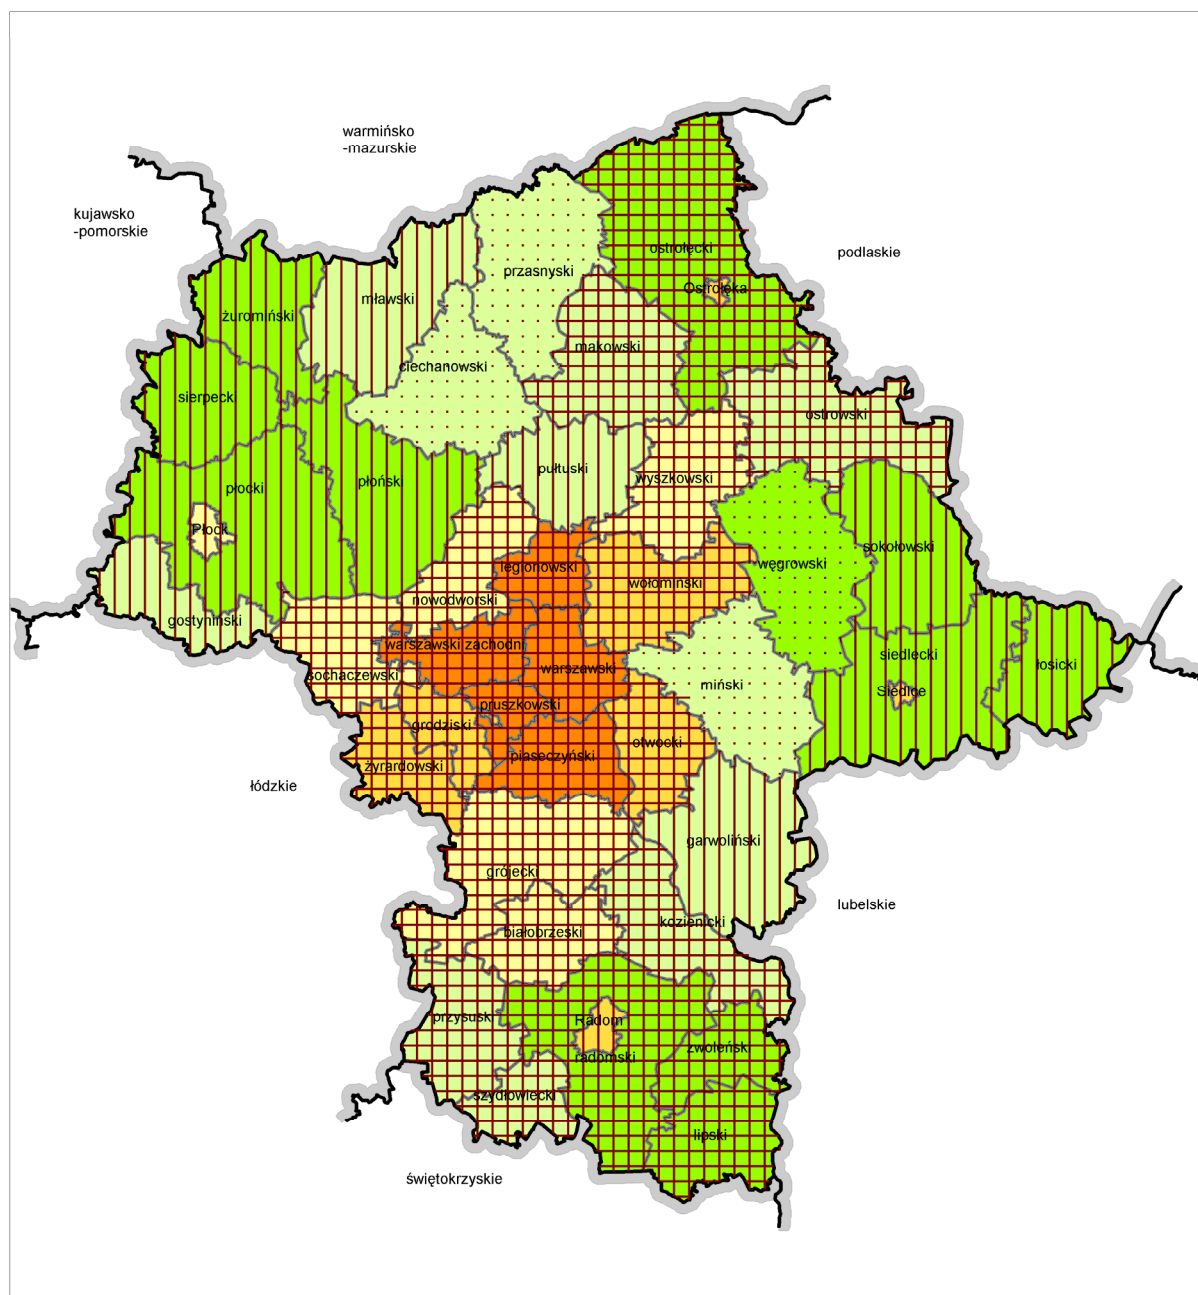 warmińsko
-mazurskie
kujawsko
-pomorskie
podlaskie
ostrołęcki
przasnyski
Ostrołęka
mławski
żuromiński
makowski
ciechanowski
sierpecki
ostrowski
pułtuski
wyszkowski
płoński
płocki
Płock
sokołowski
węgrowski
legionowski
wołomiński
nowodworski
gostyniński
warszawski zachodni
siedlecki
łosicki
warszawski
sochaczewski
miński
Siedlce
pruszkowski
grodziski
otwocki
piaseczyński
żyrardowski
łódzkie
garwoliński
grójecki
lubelskie
kozienicki
białobrzeski
przysuski
Radom
radomski
zwoleński
szydłowiecki
lipski
świętokrzyskie